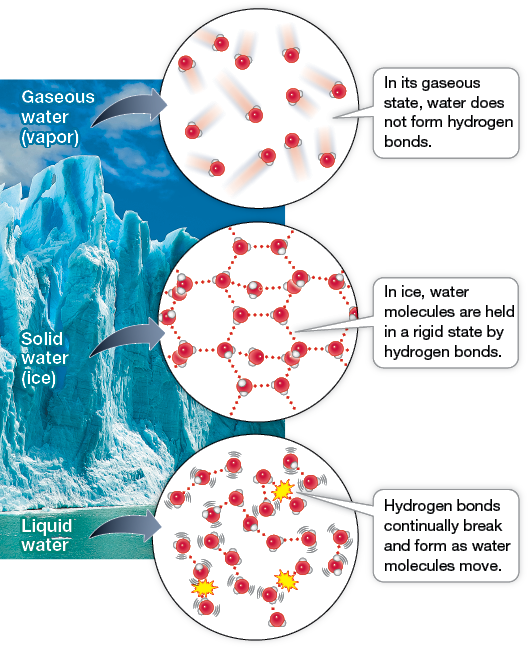 Gaseous
water
(vapor)
In its gaseous
state, water does
not form hydrogen
bonds.
Solid
water
(ice)
In ice, water
molecules are held
in a rigid state by
hydrogen bonds.
Liquid
water
Hydrogen bonds
continually break
and form as water
molecules move.